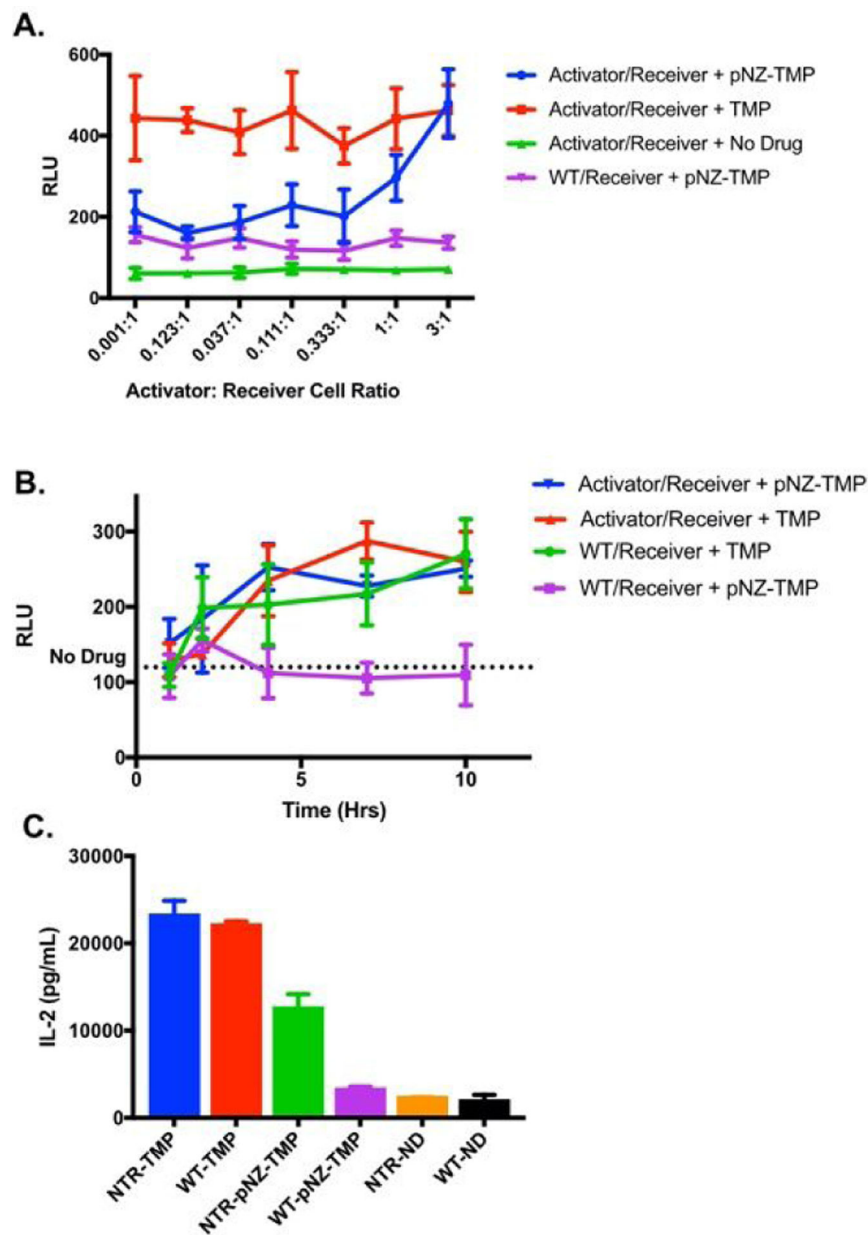 A.
600
400
200
0
RLU
0.001:1
0.123:1
0.037:1
0.111:1
0.333:1
1:1
3:1
Activator: Receiver Cell Ratio
Activator/Receiver + pNZ-TMP
Activator/Receiver + TMP
Activator/Receiver + No Drug
WT/Receiver + pNZ-TMP
B.
300
200
No Drug
100
0
RLU
0
5
10
Time (Hrs)
Activator/Receiver + pNZ-TMP
Activator/Receiver + TMP
WT/Receiver + TMP
WT/Receiver + pNZ-TMP
C.
30000
20000
10000
0
IL-2 (pg/mL)
NTR-TMP
WT-TMP
NTR-pNZ-TMP
WT-pNZ-TMP
NTR-ND
WT-ND